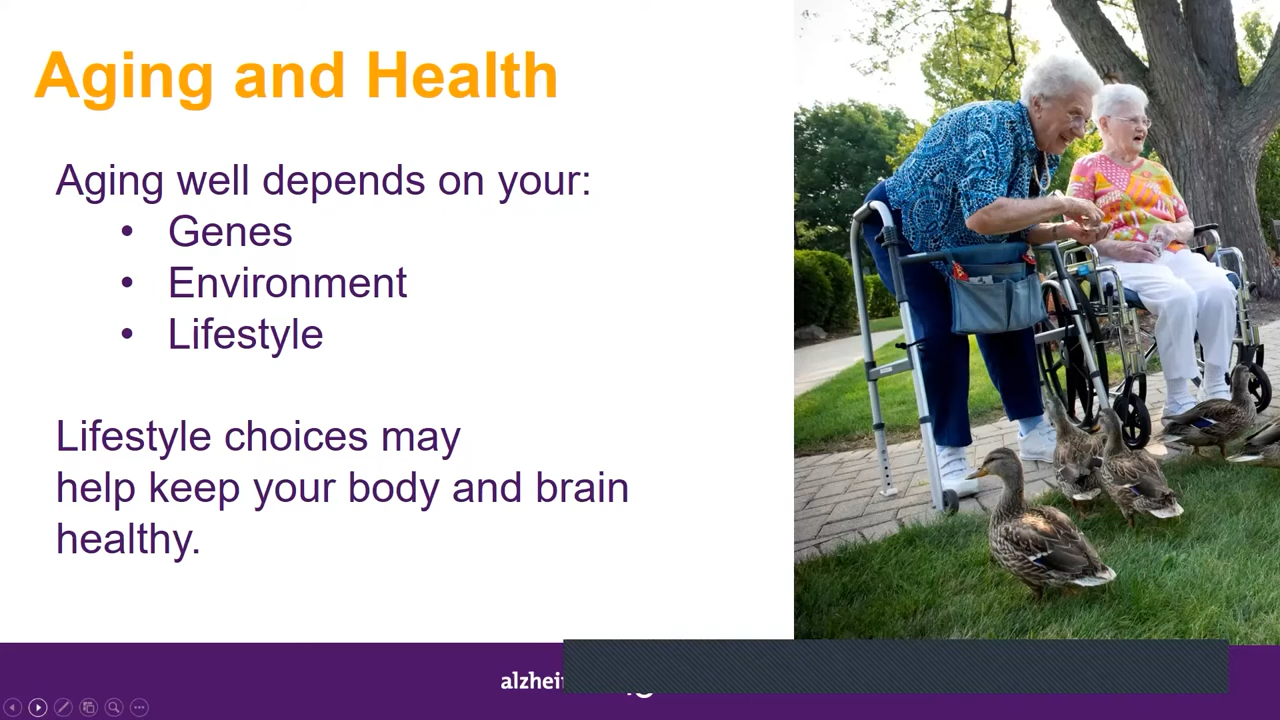 Aging and Health
Aging well depends on your:
• Genes
• Environment
• Lifestyle
Lifestyle choices may
help keep your body and brain
healthy.